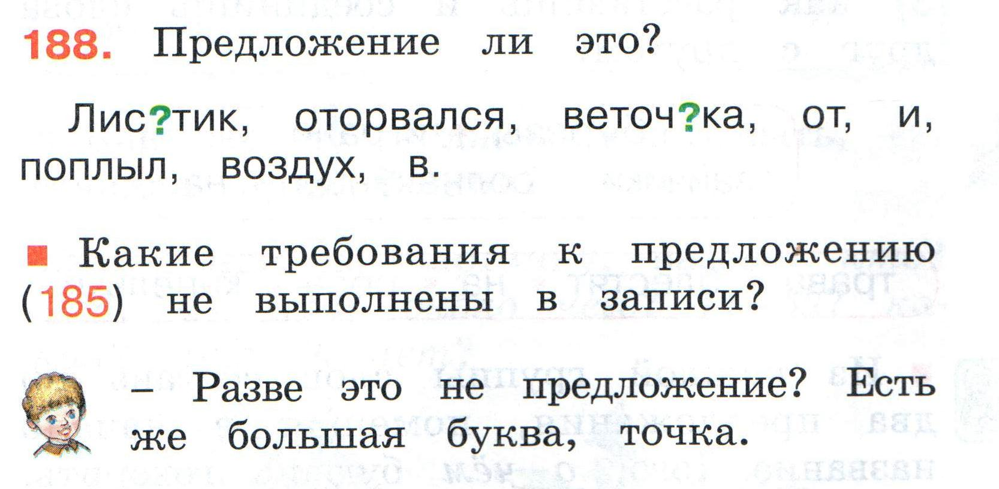 188. Предложение ли это?
Лис?тик, оторвался, веточ?ка, от, и,
поплыл, воздух, в.
Какие требования к предложению
(185) не выполнены в записи?
– Разве это не предложение? Есть
же большая буква, точка.